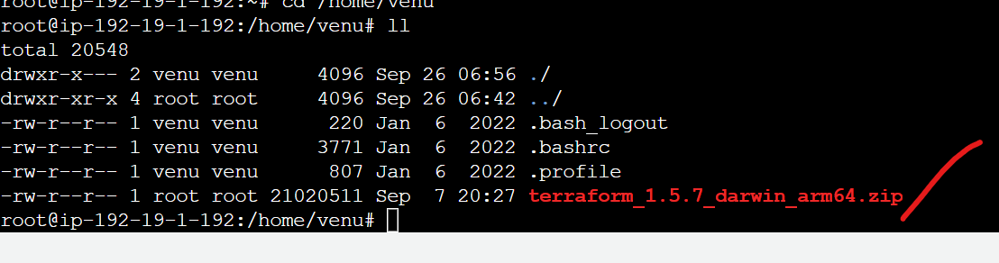 root@ip-192-19-1-192:~# cd /home/venu
root@ip-192-19-1-192:/home/venu# ll
total 20548
drwxr-x--- 2 venu venu     4096 Sep 26 06:56 ./
drwxr-xr-x 4 root root     4096 Sep 26 06:42 ../
-rw-r--r-- 1 venu venu      220 Jan  6  2022 .bash_logout
-rw-r--r-- 1 venu venu     3771 Jan  6  2022 .bashrc
-rw-r--r-- 1 venu venu      807 Jan  6  2022 .profile
-rw-r--r-- 1 root root 21020511 Sep  7 20:27 terraform_1.5.7_darwin_arm64.zip
root@ip-192-19-1-192:/home/venu#